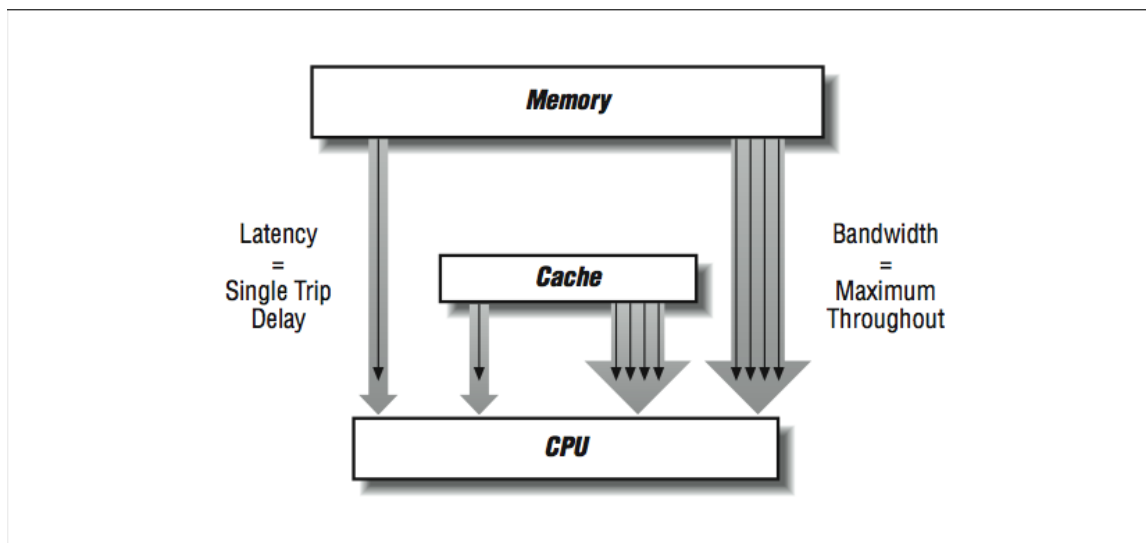 Memory
Latency
=
Single Trip
Delay
Bandwidth
=
Maximum
Throughout
Cache
CPU